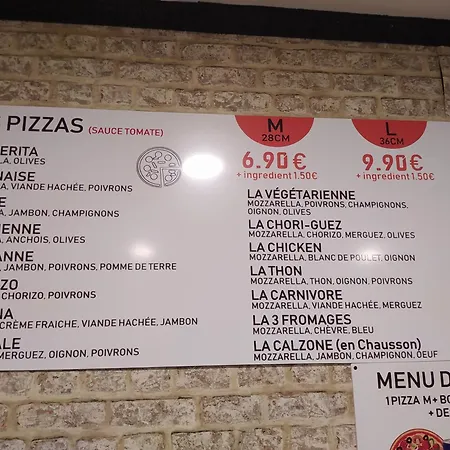 PIZZAS (SAUCE TOMATE)
ERITA
LA, OLIVES
NAISE
A, VIANDE HACHÉE, POIVRONS
E
A, JAMBON, CHAMPIGNONS
IENNE
A, ANCHOIS, OLIVES
ANNE
JAMBON, POIVRONS, POMME DE TERRE
ZO
CHORIZO, POIVRONS
NA
CRÈME FRAICHE, VIANDE HACHÉE, JAMBON
ALE
MERGUEZ, OIGNON, POIVRONS
M
28CM
6.90€
+ ingredient 1.50€
L
36CM
9.90€
+ ingredient 1.50€
LA VÉGÉTARIENNE
MOZZARELLA, POIVRONS, CHAMPIGNONS,
OIGNON, OLIVES
LA CHORI-GUEZ
MOZZARELLA, CHORIZO, MERGUEZ, OLIVES
LA CHICKEN
MOZZARELLA, BLANC DE POULET, OIGNON
LA THON
MOZZARELLA, THON, OIGNON, POIVRONS
LA CARNIVORE
MOZZARELLA, VIANDE HACHÉE, MERGUEZ
LA 3 FROMAGES
MOZZARELLA, CHÈVRE, BLEU
LA CALZONE (en Chausson)
MOZZARELLA, JAMBON, CHAMPIGNON, OEUF
MENU D
1 PIZZA M + BO
+ DE